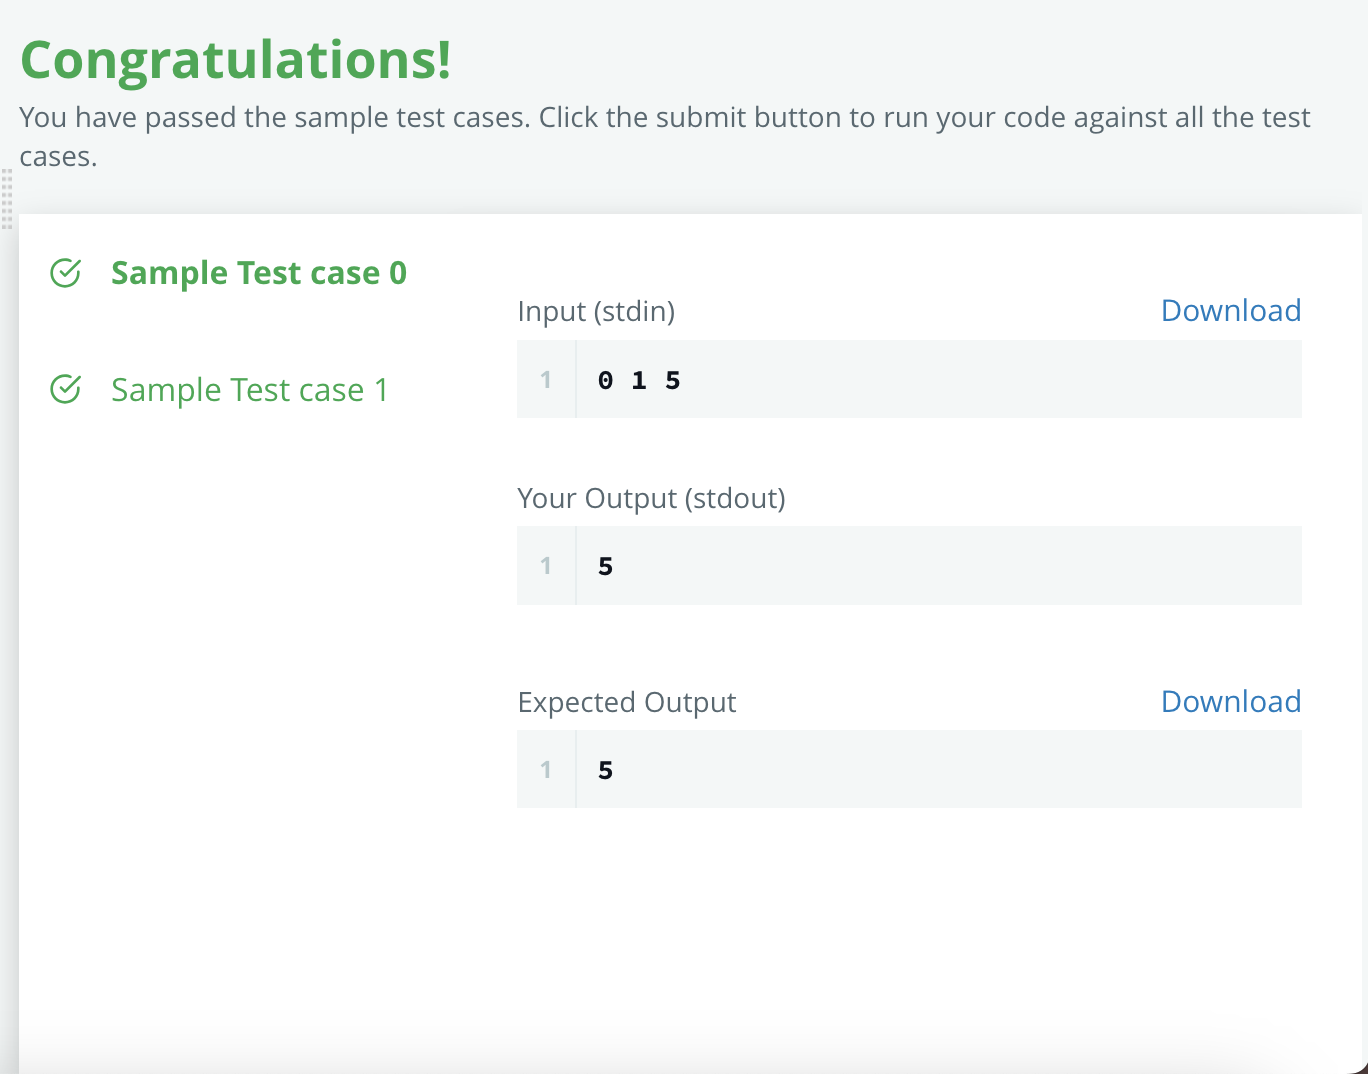 Congratulations!
You have passed the sample test cases. Click the submit button to run your code against all the test
cases.
Sample Test case 0
Sample Test case 1
Input (stdin)
Download
1 0 1 5
Your Output (stdout)
1 5
Expected Output
Download
1 5